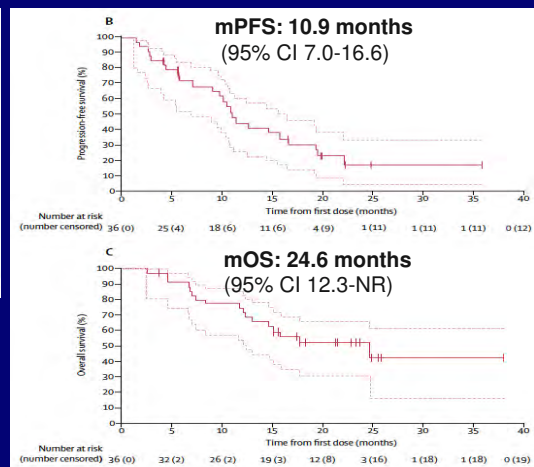 B
mPFS: 10.9 months
(95% CI 7.0-16.6)
Progression-free survival (%)
100
90
80
70
60
50
40
30
20
10
0
0 5 10 15 20 25 30 35 40
Time from first dose (months)
Number at risk
(number censored)
36 (0) 25 (4) 18 (6) 11 (6) 4 (9) 1 (11) 1 (11) 1 (11) 0 (12)
C
mOS: 24.6 months
(95% CI 12.3-NR)
Overall survival (%)
100
90
80
70
60
50
40
30
20
10
0
0 5 10 15 20 25 30 35 40
Time from first dose (months)
Number at risk
(number censored)
36 (0) 32 (2) 26 (2) 19 (3) 12 (8) 3 (16) 1 (18) 1 (18) 0 (19)